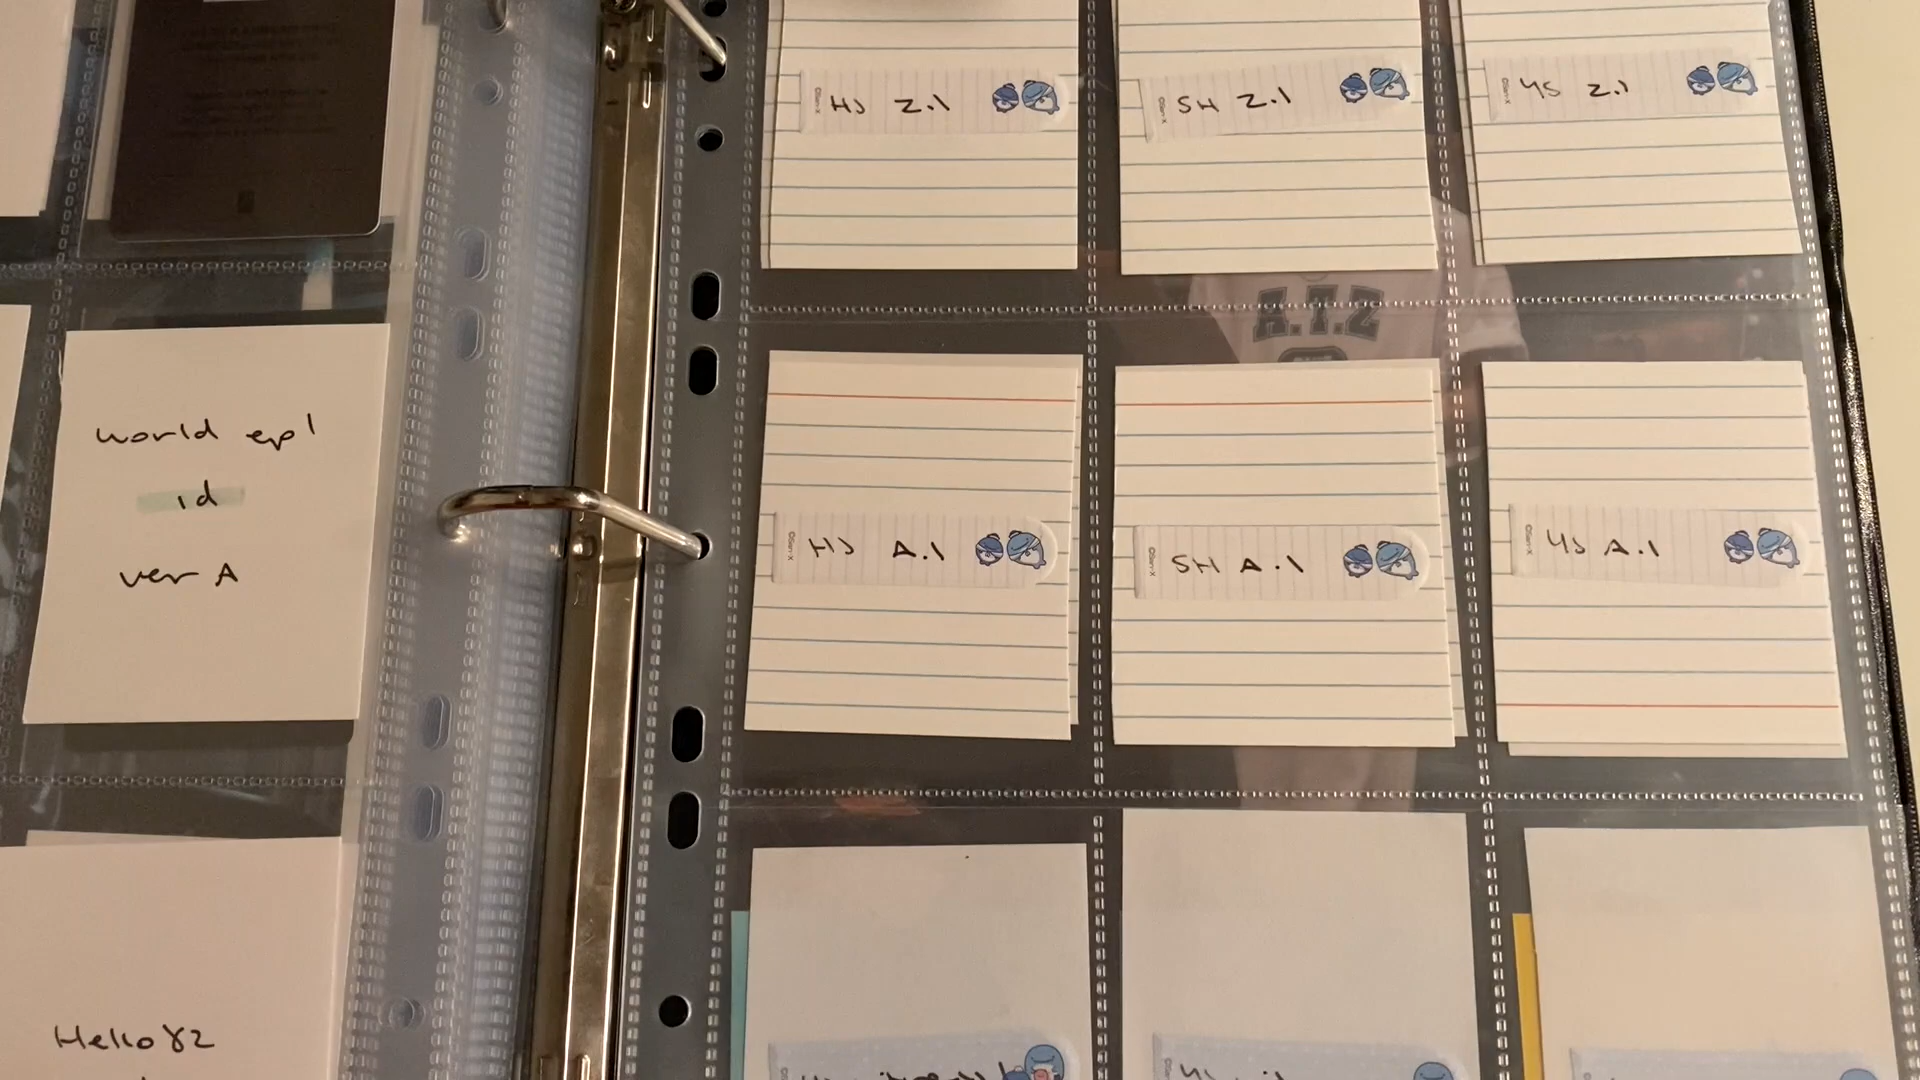 HJ Z.1
SH Z.1
YS Z.1
A.T.Z
world ep1
id
ver A
HJ A.1
SH A.1
YS A.1
Hello82